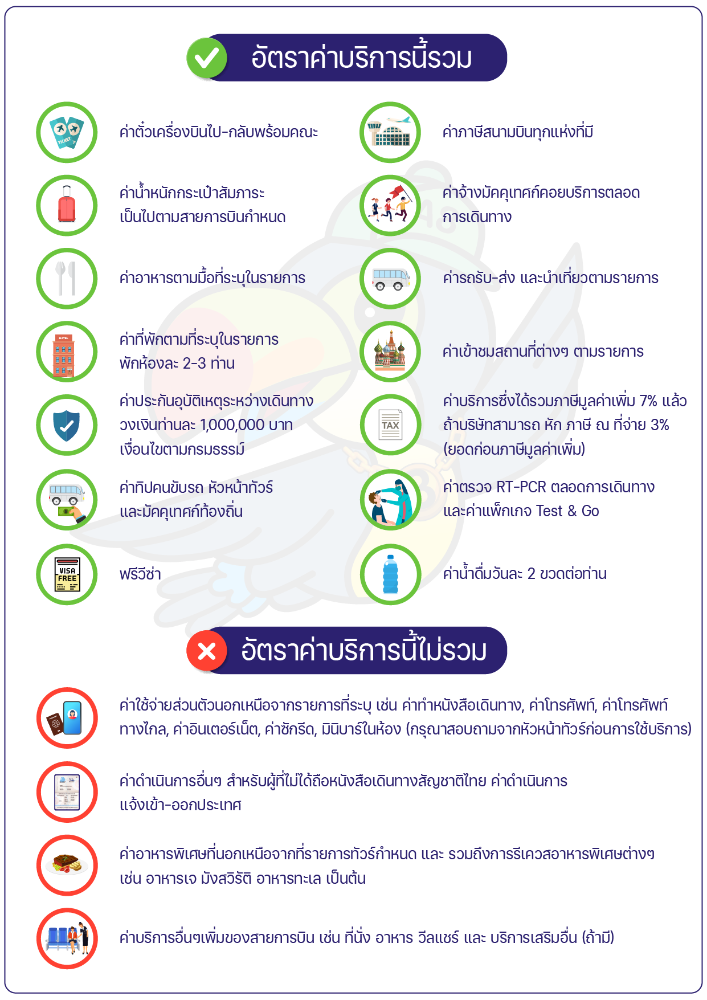 อัตราค่าบริการนี้รวม
ค่าตั๋วเครื่องบินไป-กลับพร้อมคณะ
ค่าภาษีสนามบินทุกแห่งที่มี
ค่าน้ำหนักกระเป๋าสัมภาระ
เป็นไปตามสายการบินกำหนด
ค่าจ้างมัคคุเทศก์คอยบริการตลอด
การเดินทาง
ค่าอาหารตามมื้อที่ระบุในรายการ
ค่ารถรับ-ส่ง และนำเที่ยวตามรายการ
HOTEL
ค่าที่พักตามที่ระบุในรายการ
พักห้องละ 2-3 ท่าน
ค่าเข้าชมสถานที่ต่างๆ ตามรายการ
ค่าประกันอุบัติเหตุระหว่างเดินทาง
วงเงินท่านละ 1,000,000 บาท
เงื่อนไขตามกรมธรรม์
TAX
ค่าบริการซึ่งได้รวมภาษีมูลค่าเพิ่ม 7% แล้ว
ถ้าบริษัทสามารถ หัก ภาษี ณ ที่จ่าย 3%
(ยอดก่อนภาษีมูลค่าเพิ่ม)
ค่าทิปคนขับรถ หัวหน้าทัวร์
และมัคคุเทศก์ท้องถิ่น
ค่าตรวจ RT-PCR ตลอดการเดินทาง
และค่าแพ็กเกจ Test & Go
VISA
FREE
ฟรีวีซ่า
ค่าน้ำดื่มวันละ 2 ขวดต่อท่าน
อัตราค่าบริการนี้ไม่รวม
ค่าใช้จ่ายส่วนตัวนอกเหนือจากรายการที่ระบุ เช่น ค่าทำหนังสือเดินทาง, ค่าโทรศัพท์, ค่าโทรศัพท์
ทางไกล, ค่าอินเตอร์เน็ต, ค่าซักรีด, มินิบาร์ในห้อง (กรุณาสอบถามจากหัวหน้าทัวร์ก่อนการใช้บริการ)
ค่าดำเนินการอื่นๆ สำหรับผู้ที่ไม่ได้ถือหนังสือเดินทางสัญชาติไทย ค่าดำเนินการ
แจ้งเข้า-ออกประเทศ
ค่าอาหารพิเศษที่นอกเหนือจากที่รายการทัวร์กำหนด และ รวมถึงการรีเควสอาหารพิเศษต่างๆ
เช่น อาหารเจ มังสวิรัติ อาหารทะเล เป็นต้น
ค่าบริการอื่นๆเพิ่มของสายการบิน เช่น ที่นั่ง อาหาร วีลแชร์ และ บริการเสริมอื่น (ถ้ามี)